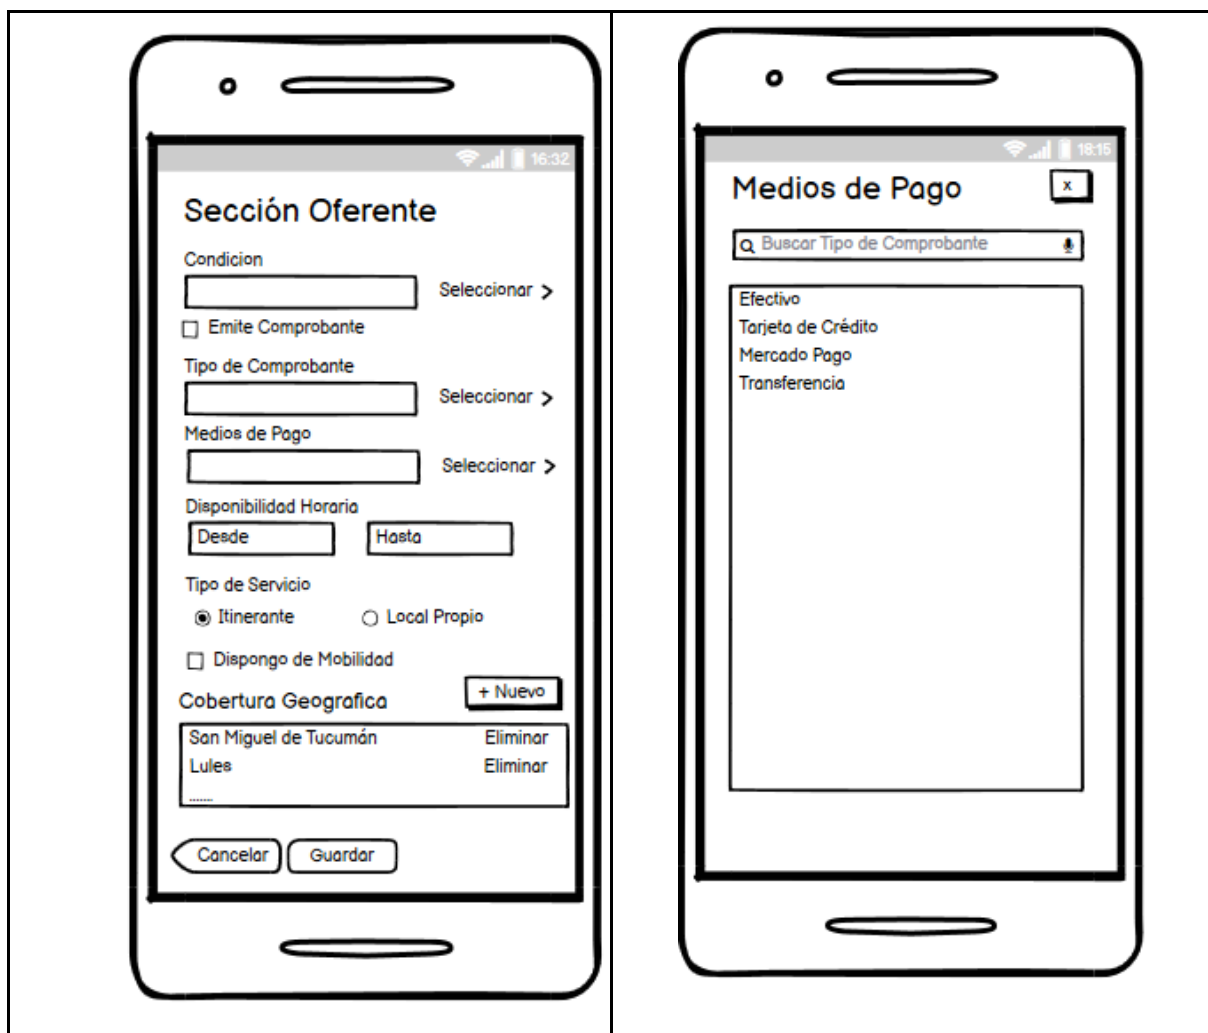 16:32
Sección Oferente
Condicion
Seleccionar >
Emite Comprobante
Tipo de Comprobante
Seleccionar >
Medios de Pago
Seleccionar >
Disponibilidad Horaria
Desde Hasta
Tipo de Servicio
Itinerante Local Propio
Dispongo de Mobilidad
Cobertura Geografica + Nuevo
San Miguel de Tucumán Eliminar
Lules Eliminar
.......
Cancelar Guardar
18:15
Medios de Pago x
Buscar Tipo de Comprobante
Efectivo
Tarjeta de Crédito
Mercado Pago
Transferencia